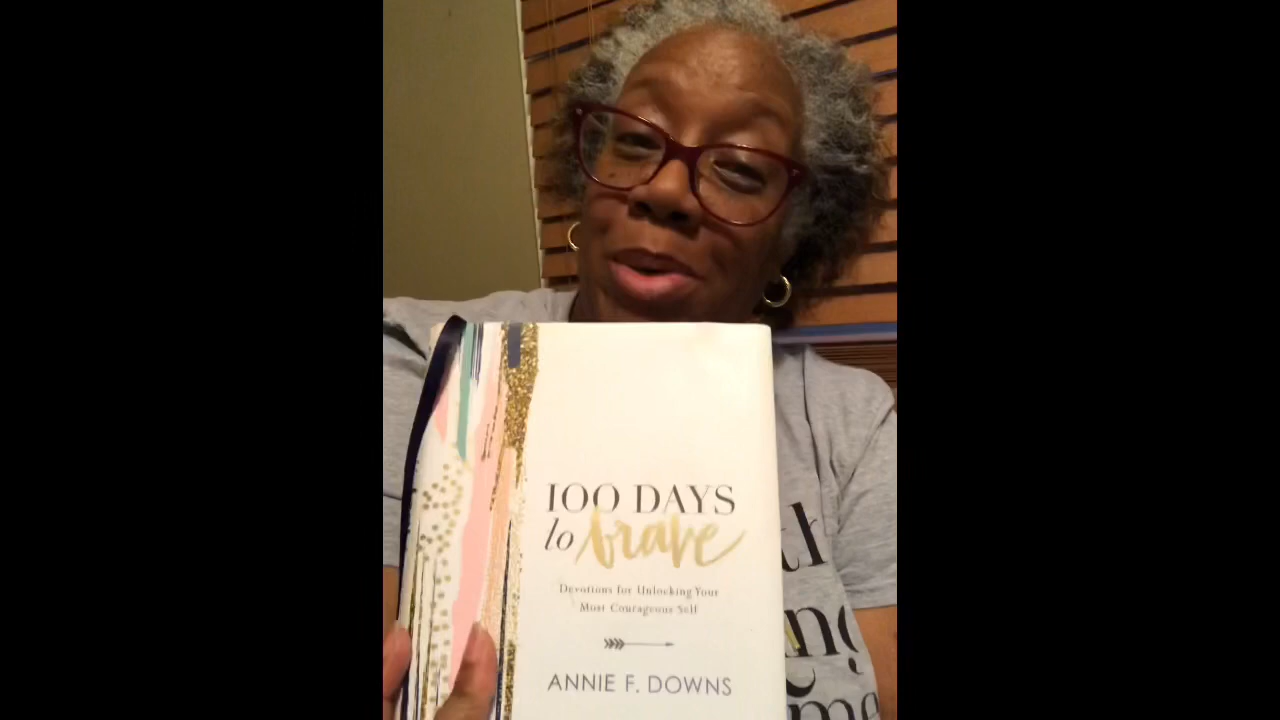 100 DAYS
to brave
Devotions for Unlocking Your
Most Courageous Self
ANNIE F. DOWNS